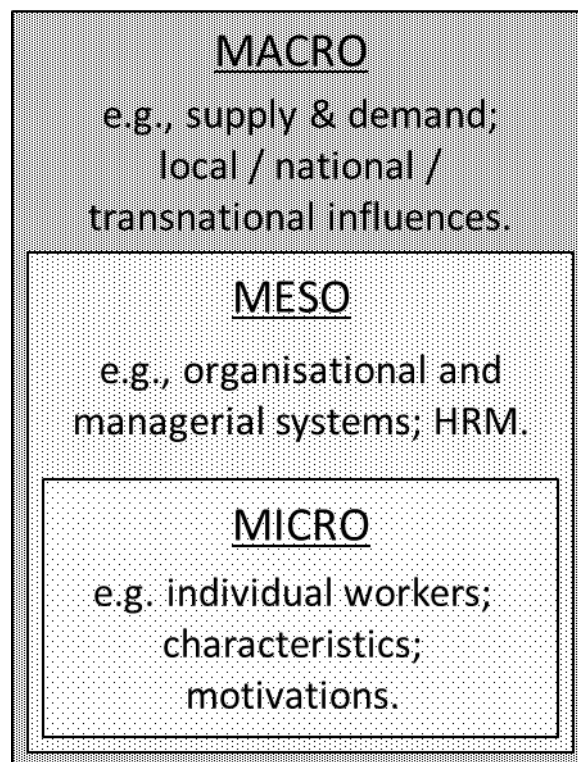 MACRO
e.g., supply & demand;
local / national /
transnational influences.
MESO
e.g., organisational and
managerial systems; HRM.
MICRO
e.g. individual workers;
characteristics;
motivations.